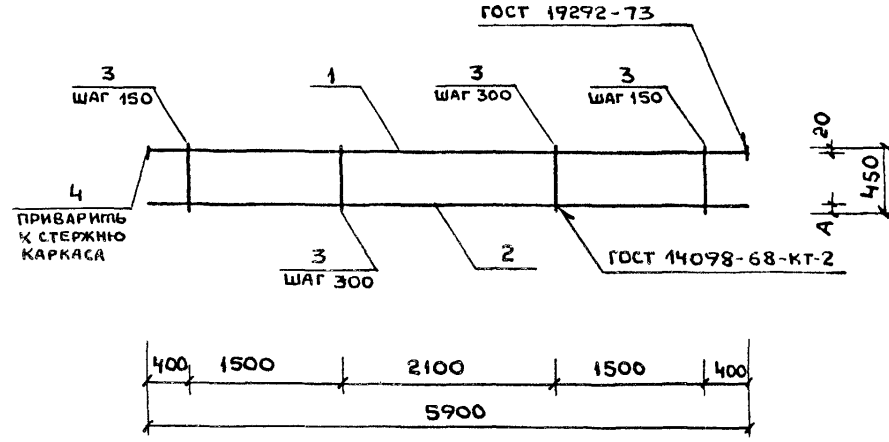 ГОСТ 19292-73
3
ШАГ 150
1
3
ШАГ 300
3
ШАГ 150
20
450
А
4
ПРИВАРИТЬ
К СТЕРЖНЮ
КАРКАСА
3
ШАГ 300
2
ГОСТ 14098-68-КТ-2
400 1500 2100 1500 400
5900